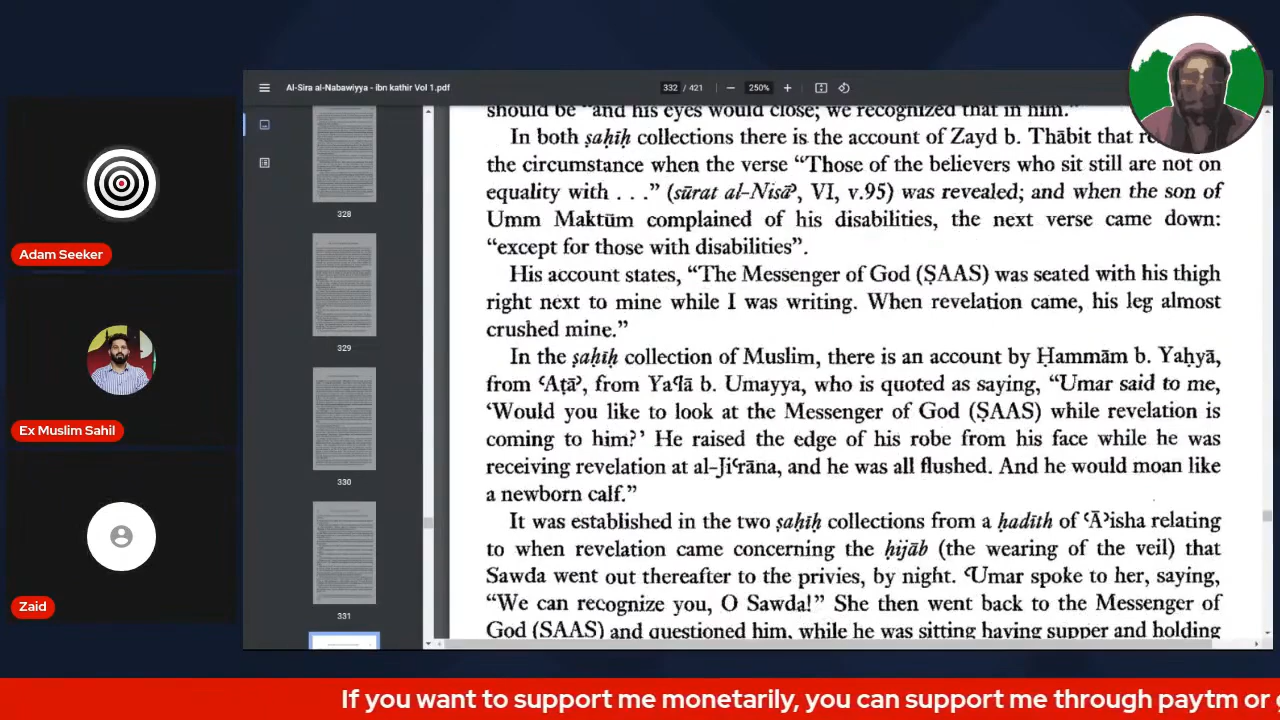 Al-Sira al-Nabawiyya - ibn kathir Vol 1.pdf
332 / 421
250%
328
329
330
331
Adam Seeker
Ex Muslim Sahil
Zaid
should be "and his eyes would close; we recognized that in him."
In both ṣaḥīḥ collections there is the account of Zayd b. Thābit that
the circumstance when the verse "Those of the believers who sit still are not on
equality with . . ." (sūrat al-Nisāʾ, VI, v.95) was revealed; and when the son of
Umm Maktūm complained of his disabilities, the next verse came down:
"except for those with disabilities".
His account states, "The Messenger of God (ṢAAS) was seated with his thigh
right next to mine while I was writing. When revelation came, his leg almost
crushed mine."
In the ṣaḥīḥ collection of Muslim, there is an account by Ḥammām b. Yaḥyā,
from ʿAṭāʾ, from Yaʿlā b. Umayya, who is quoted as saying, "Umar said to me,
'Would you like to look at the Messenger of God (ṢAAS) while revelation is
coming to him?' He raised the edge of his robe from his face while he was
receiving revelation at al-Jiʿrāna, and he was all flushed. And he would moan like
a newborn calf."
It was established in the two ṣaḥīḥ collections from a ḥadīth of ʿĀʾisha relating
to when revelation came concerning the ḥijāb (the wearing of the veil) that
Sawda went out thereafter to the privies, by night. ʿUmar spoke to her, saying,
"We can recognize you, O Sawda!" She then went back to the Messenger of
God (ṢAAS) and questioned him, while he was sitting having supper and holding
If you want to support me monetarily, you can support me through paytm or